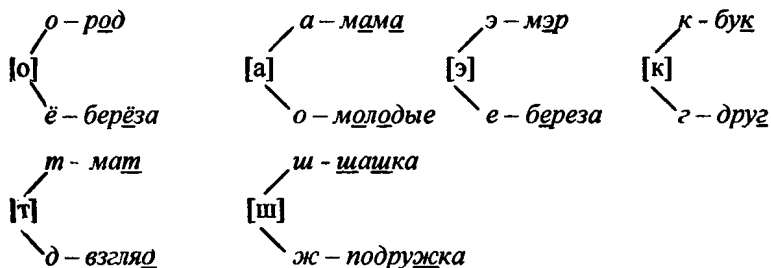 о – род а – мама э – мэр к - бук
[о] [а] [э] [к]
ё – берёза о – молодые е – береза г – друг
т - мат ш - шашка
[т] [ш]
д – взгляд ж – подружка